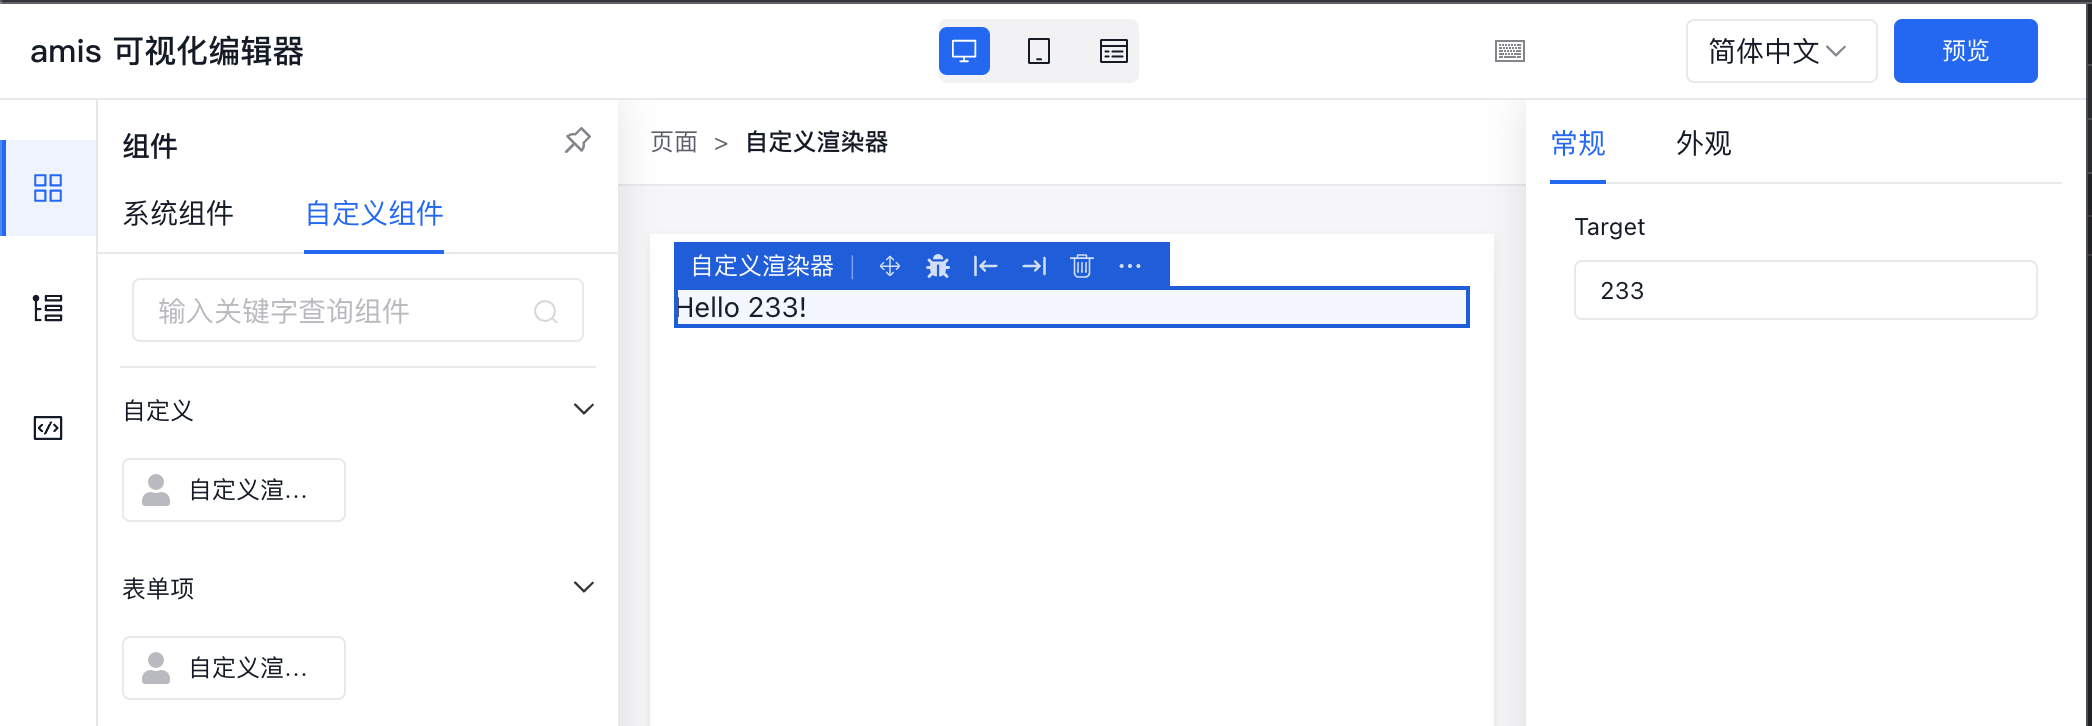 amis 可视化编辑器
简体中文
预览
组件
系统组件
自定义组件
输入关键字查询组件
自定义
自定义渲...
表单项
自定义渲...
页面 > 自定义渲染器
自定义渲染器
Hello 233!
常规
外观
Target
233